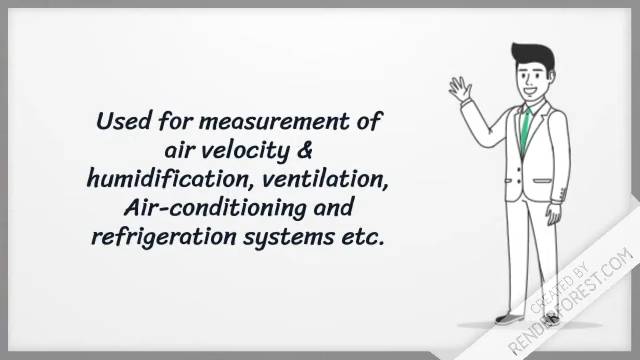 Used for measurement of
air velocity &
humidification, ventilation,
Air-conditioning and
refrigeration systems etc.
CREATED BY
RENDERFOREST.COM